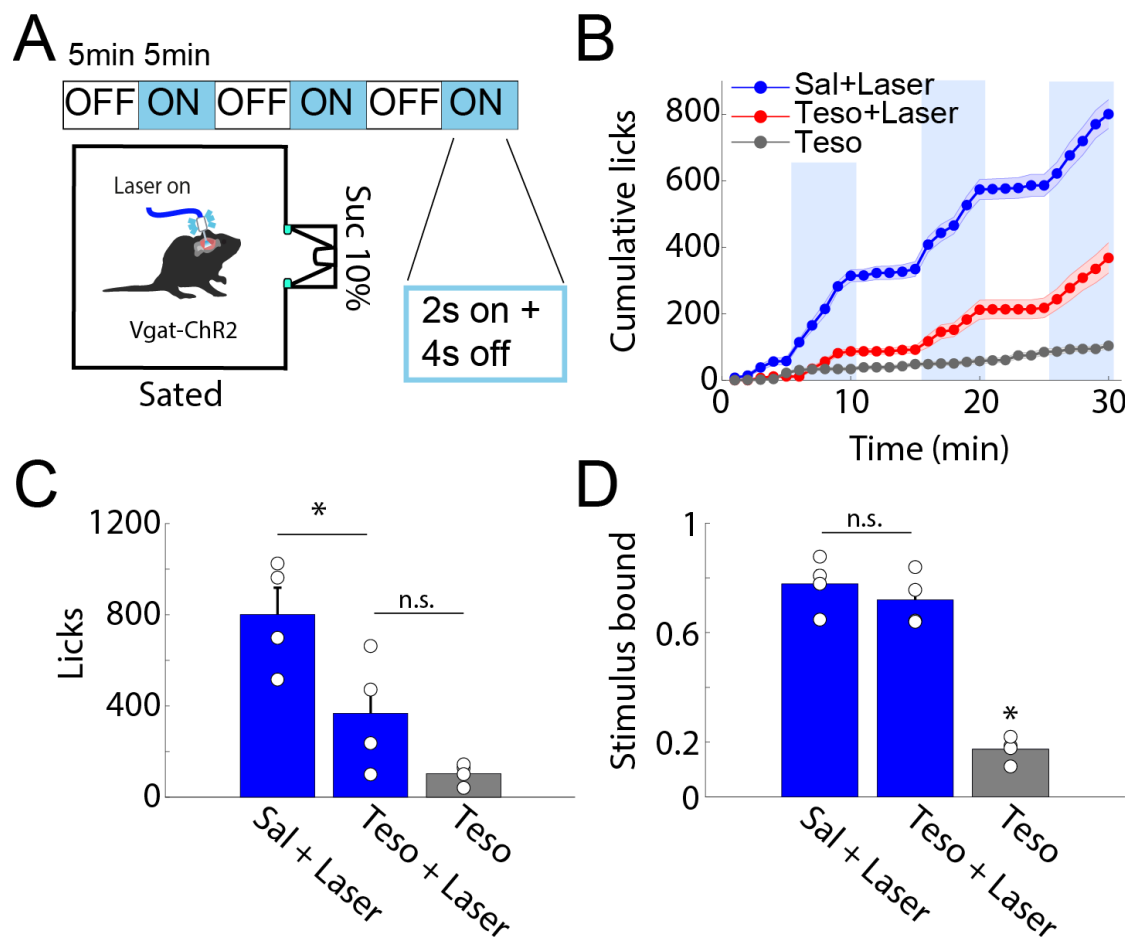 A
5min 5min
OFF ON OFF ON OFF ON
Laser on
Vgat-ChR2
Suc 10%
Sated
2s on +
4s off
B
Sal+Laser
Teso+Laser
Teso
Cumulative licks
800
600
400
200
0
0 10 20 30
Time (min)
C
Licks
1200
800
400
0
*
n.s.
Sal + Laser
Teso + Laser
Teso
D
Stimulus bound
1
0.6
0.2
0
n.s.
*
Sal + Laser
Teso + Laser
Teso